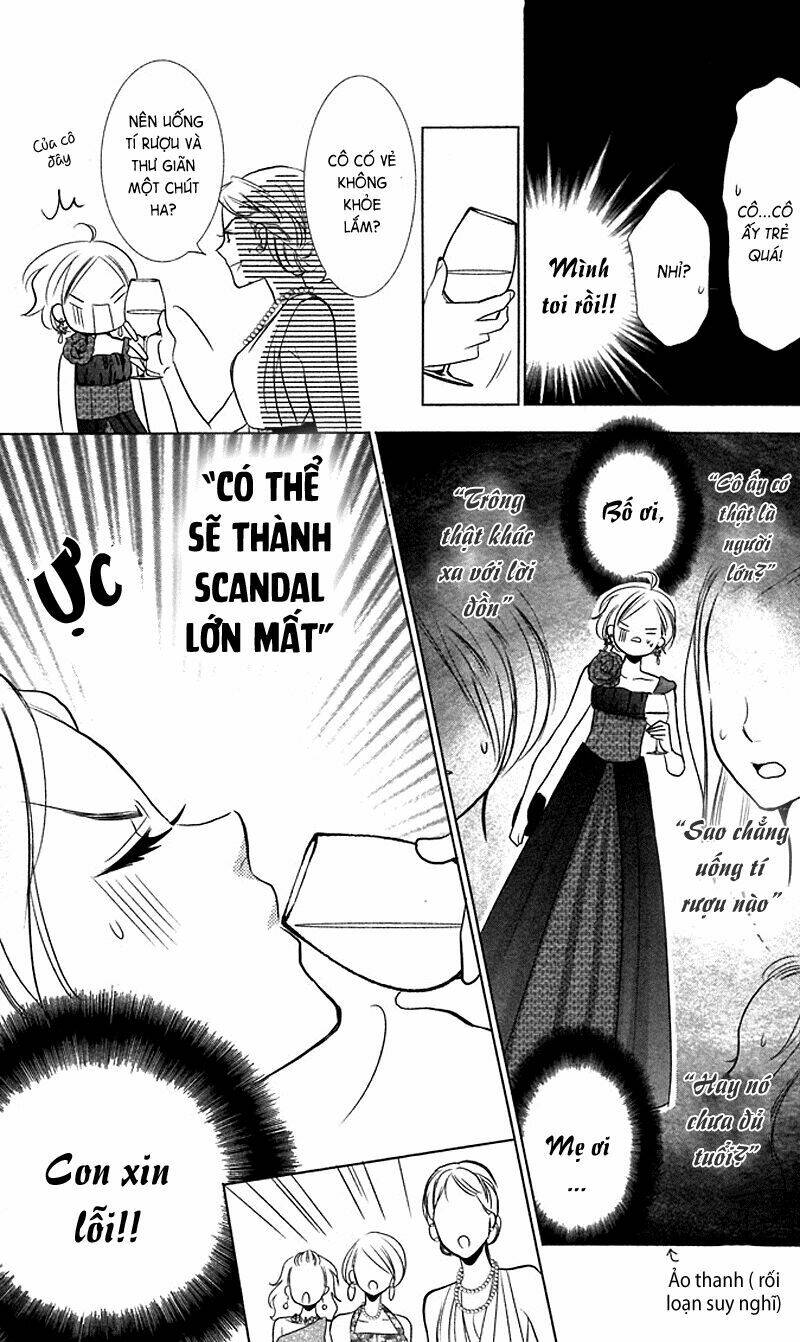 CÔ...CÔ
ẤY TRẺ
QUÁ!
NHỈ?
Mình
toi rồi!!
CÔ CÓ VẺ
KHÔNG
KHỎE
LẮM?
NÊN UỐNG
TÍ RƯỢU VÀ
THƯ GIÃN
MỘT CHÚT
HA?
Của cô
đây
"Cô ấy có
thật là
người
lớn?"
Bố ơi,
"Trông
thật khác
xa với lời
đồn"
"Sao chẳng
uống tí
rượu nào"
"Hay nó
chưa đủ
tuổi?"
Mẹ ơi
...
Ảo thanh ( rối
loạn suy nghĩ)
"CÓ THỂ
SẼ THÀNH
SCANDAL
LỚN MẤT"
ỰC
Con xin
lỗi!!